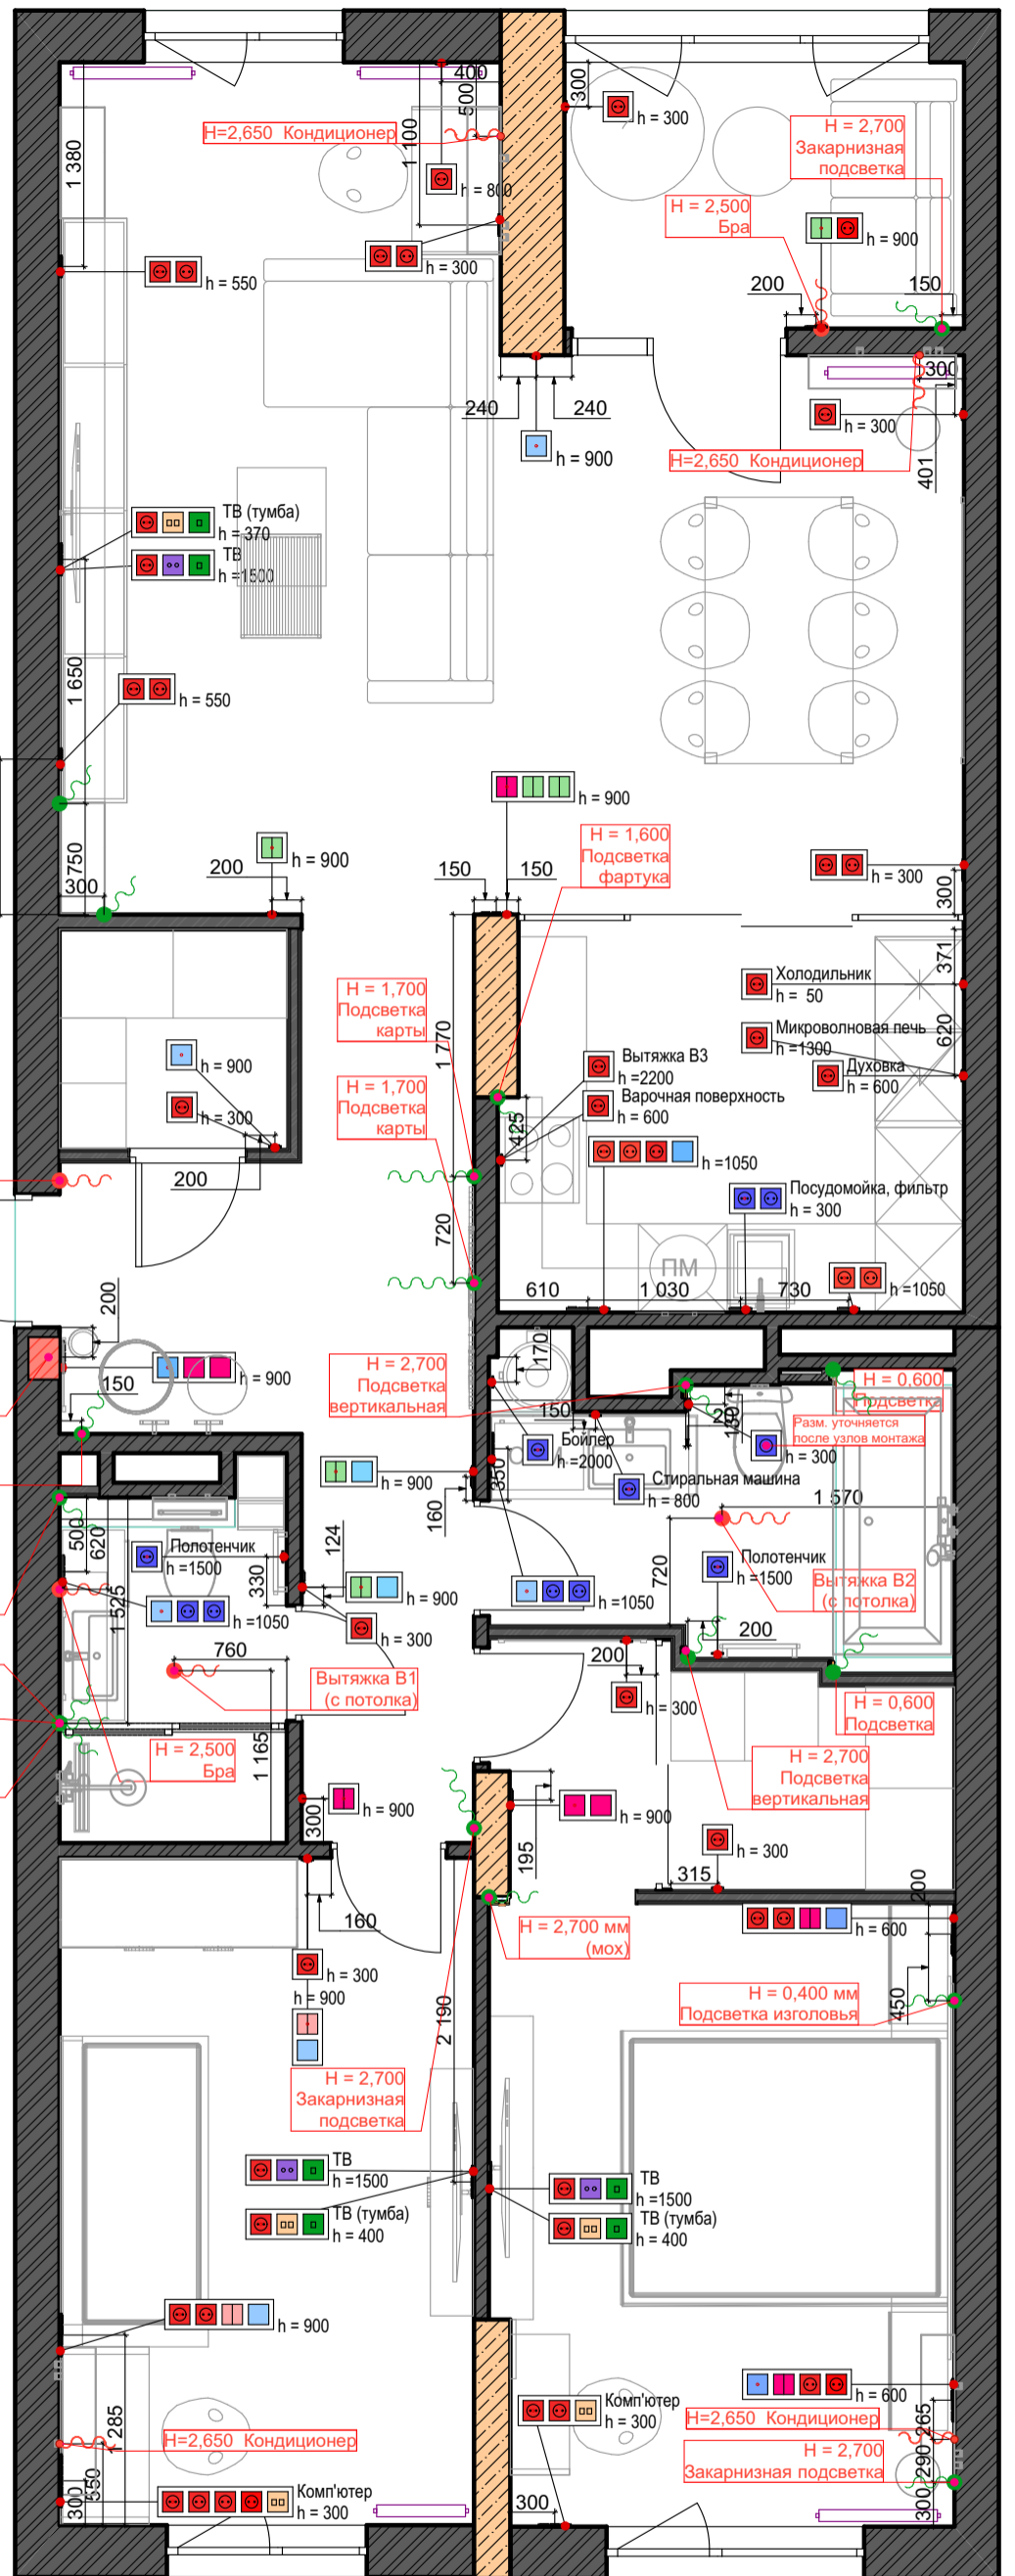 400
500
1 100
1 380
H=2,650 Кондиционер
h = 800
h = 300
h = 550
300
h = 300
H = 2,700
Закарнизная
подсветка
H = 2,500
Бра
h = 900
200
150
240
240
h = 900
300
h = 300
401
H=2,650 Кондиционер
ТВ (тумба)
h = 370
ТВ
h =1500
1 650
h = 550
750
300
h = 900
200
h = 900
150
150
H = 1,600
Подсветка
фартука
h = 300
300
371
620
Холодильник
h = 50
Микроволновая печь
h =1300
Духовка
h = 600
H = 1,700
Подсветка
карты
1 770
H = 1,700
Подсветка
карты
720
h = 900
h = 300
200
Вытяжка В3
h =2200
Варочная поверхность
h = 600
425
h =1050
Посудомойка, фильтр
h = 300
ПМ
610
1 030
730
h =1050
200
h = 900
150
H = 2,700
Подсветка
вертикальная
170
150
Бойлер
h =2000
350
Стиральная машина
h = 800
H = 0,600
Подсветка
Разм. уточняется
после узлов монтажа
h = 300
1 570
h = 900
160
124
h = 900
h = 300
h =1050
720
Полотенчик
h =1500
Вытяжка В2
(с потолка)
200
500
620
1 525
Полотенчик
h =1500
330
h =1050
760
Вытяжка В1
(с потолка)
1 165
H = 2,500
Бра
200
h = 300
H = 0,600
Подсветка
H = 2,700
Подсветка
вертикальная
h = 900
300
h = 900
195
h = 300
315
200
160
h = 300
h = 900
H = 2,700 мм
(мох)
h = 600
H = 0,400 мм
Подсветка изголовья
450
2 190
H = 2,700
Закарнизная
подсветка
ТВ
h =1500
ТВ (тумба)
h = 400
ТВ
h =1500
ТВ (тумба)
h = 400
h = 900
285
H=2,650 Кондиционер
550
300
Комп'ютер
h = 300
Комп'ютер
h = 300
300
h = 600
H=2,650 Кондиционер
H = 2,700
Закарнизная подсветка
265
290
300